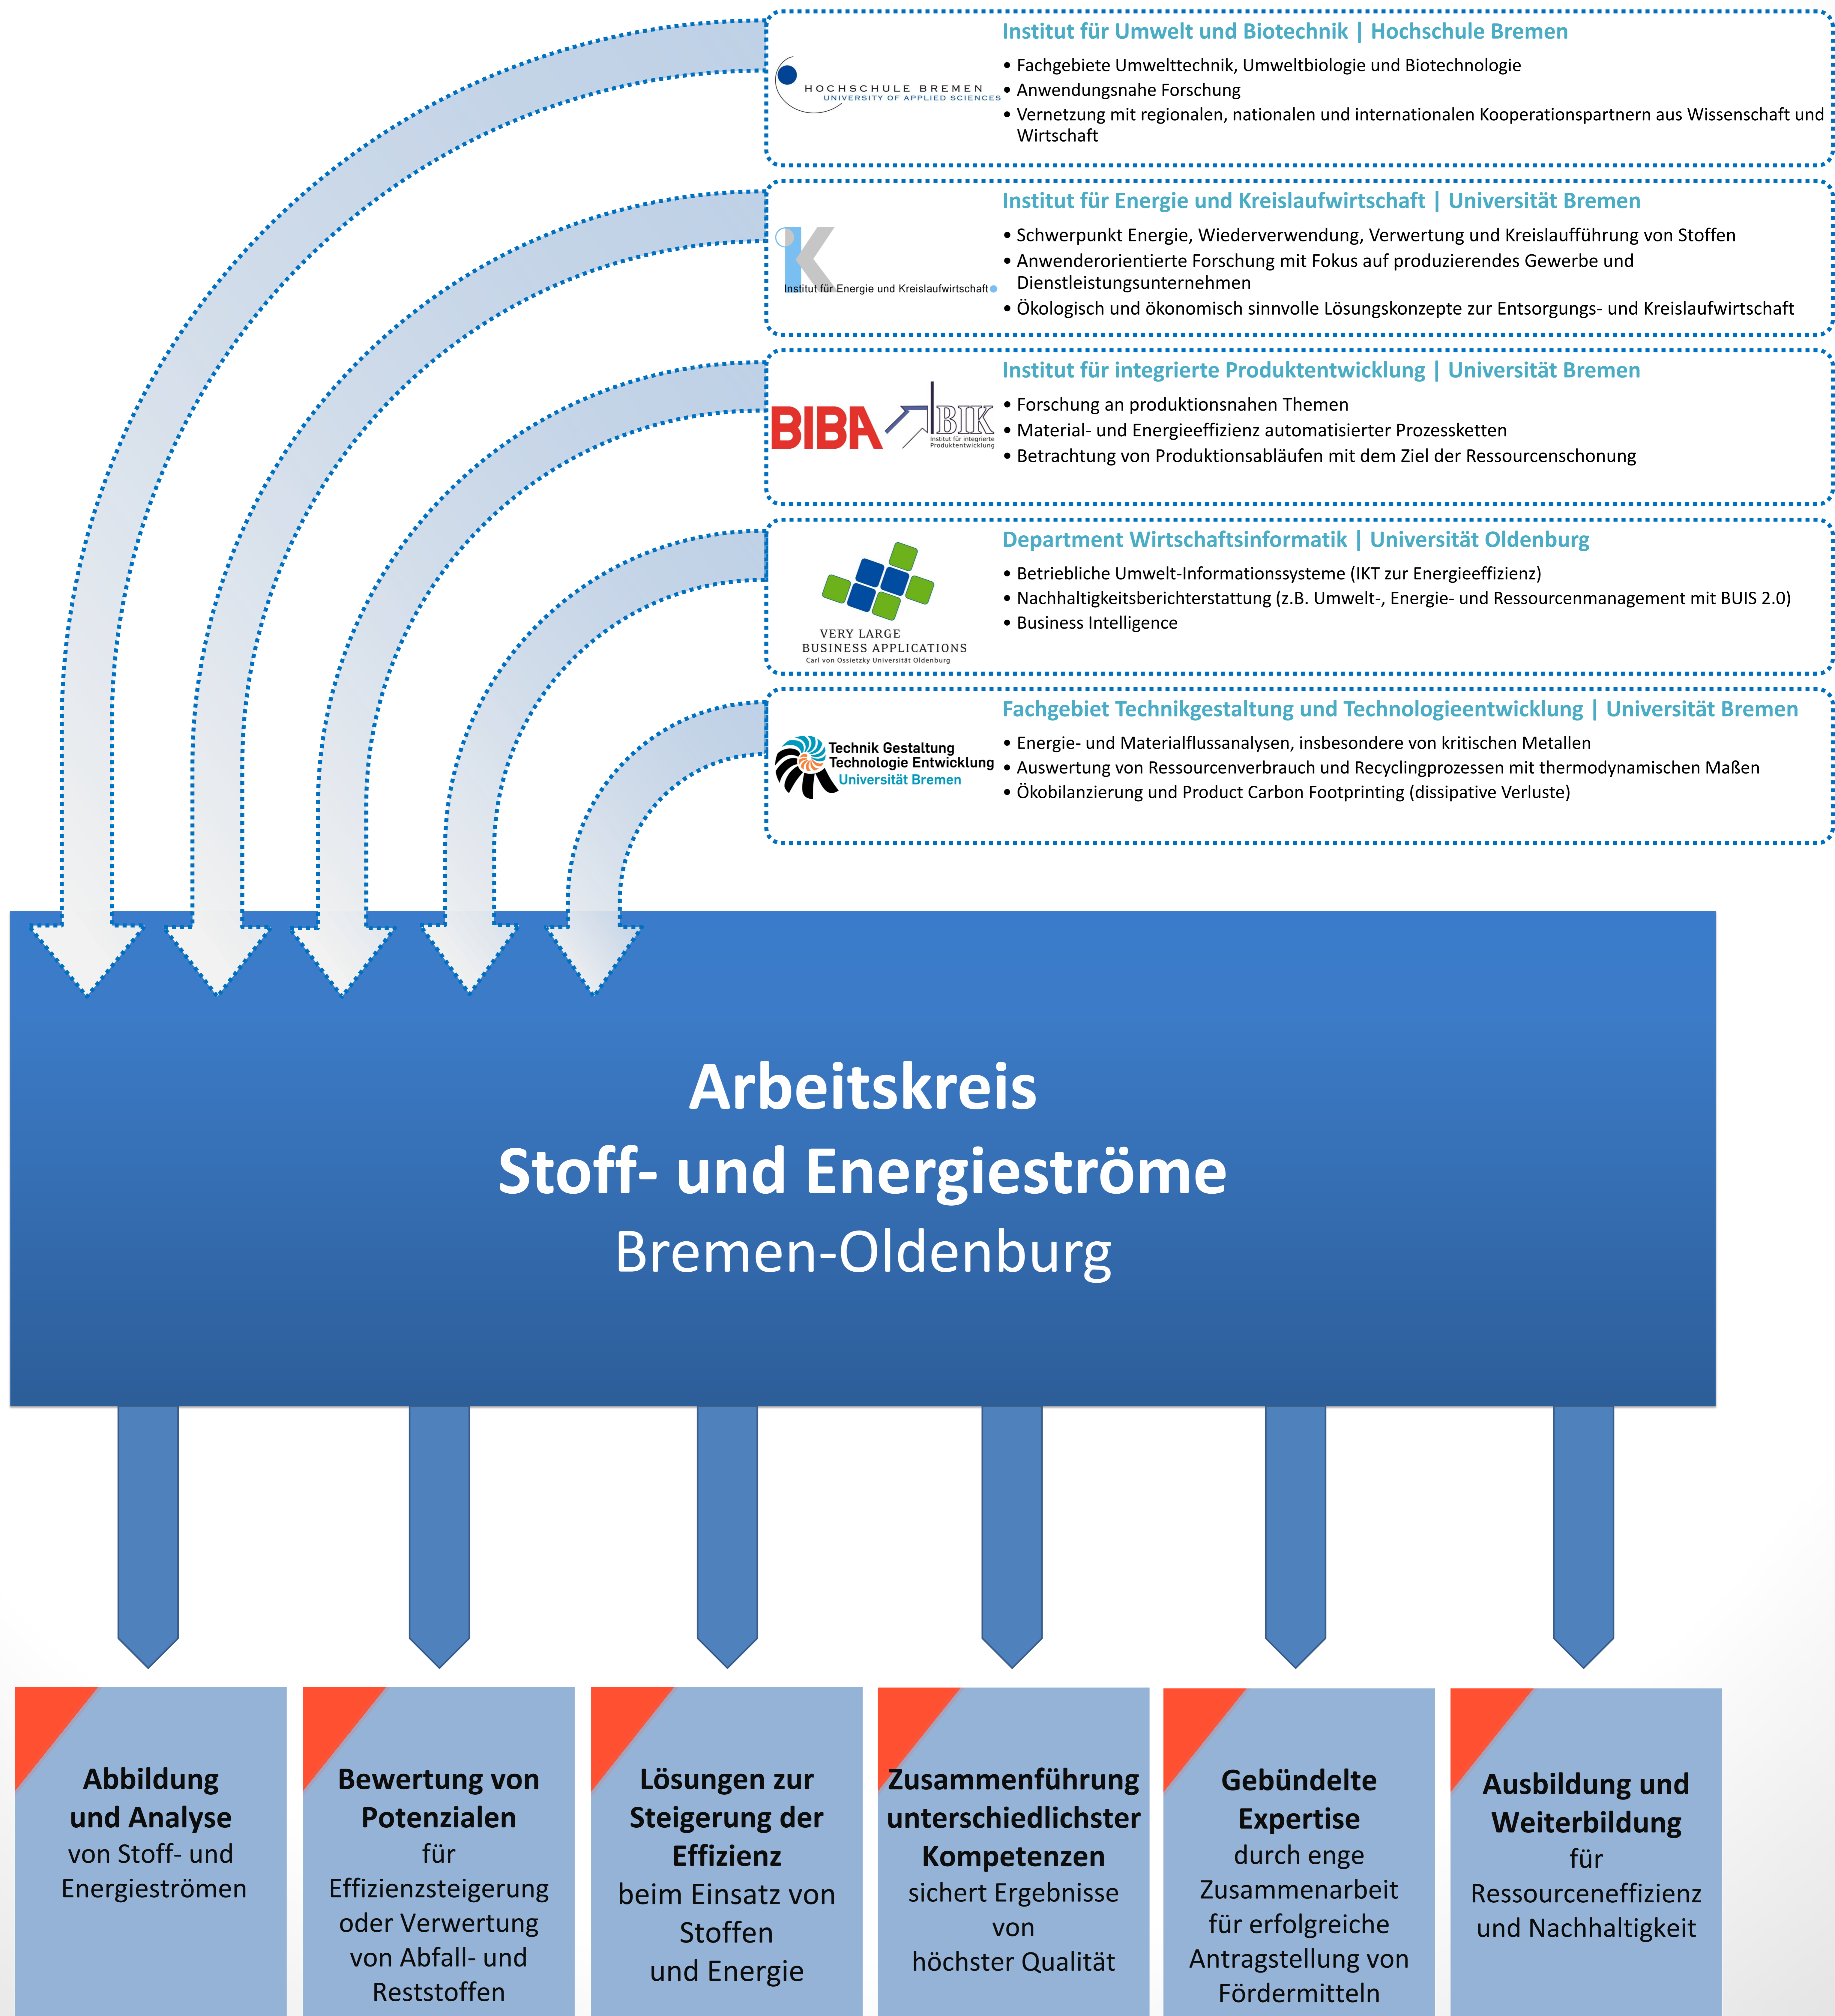 Institut für Umwelt und Biotechnik | Hochschule Bremen
HOCHSCHULE BREMEN
UNIVERSITY OF APPLIED SCIENCES
• Fachgebiete Umwelttechnik, Umweltbiologie und Biotechnologie
• Anwendungsnahe Forschung
• Vernetzung mit regionalen, nationalen und internationalen Kooperationspartnern aus Wissenschaft und
Wirtschaft
Institut für Energie und Kreislaufwirtschaft | Universität Bremen
iK
Institut für Energie und Kreislaufwirtschaft
• Schwerpunkt Energie, Wiederverwendung, Verwertung und Kreislaufführung von Stoffen
• Anwenderorientierte Forschung mit Fokus auf produzierendes Gewerbe und
Dienstleistungsunternehmen
• Ökologisch und ökonomisch sinnvolle Lösungskonzepte zur Entsorgungs- und Kreislaufwirtschaft
Institut für integrierte Produktentwicklung | Universität Bremen
BIBA
BIK
Institut für integrierte
Produktentwicklung
• Forschung an produktionsnahen Themen
• Material- und Energieeffizienz automatisierter Prozessketten
• Betrachtung von Produktionsabläufen mit dem Ziel der Ressourcenschonung
Department Wirtschaftsinformatik | Universität Oldenburg
VERY LARGE
BUSINESS APPLICATIONS
Carl von Ossietzky Universität Oldenburg
• Betriebliche Umwelt-Informationssysteme (IKT zur Energieeffizienz)
• Nachhaltigkeitsberichterstattung (z.B. Umwelt-, Energie- und Ressourcenmanagement mit BUIS 2.0)
• Business Intelligence
Fachgebiet Technikgestaltung und Technologieentwicklung | Universität Bremen
Technik Gestaltung
Technologie Entwicklung
Universität Bremen
• Energie- und Materialflussanalysen, insbesondere von kritischen Metallen
• Auswertung von Ressourcenverbrauch und Recyclingprozessen mit thermodynamischen Maßen
• Ökobilanzierung und Product Carbon Footprinting (dissipative Verluste)
Arbeitskreis
Stoff- und Energieströme
Bremen-Oldenburg
Abbildung
und Analyse
von Stoff- und
Energieströmen
Bewertung von
Potenzialen
für
Effizienzsteigerung
oder Verwertung
von Abfall- und
Reststoffen
Lösungen zur
Steigerung der
Effizienz
beim Einsatz von
Stoffen
und Energie
Zusammenführung
unterschiedlichster
Kompetenzen
sichert Ergebnisse
von
höchster Qualität
Gebündelte
Expertise
durch enge
Zusammenarbeit
für erfolgreiche
Antragstellung von
Fördermitteln
Ausbildung und
Weiterbildung
für
Ressourceneffizienz
und Nachhaltigkeit